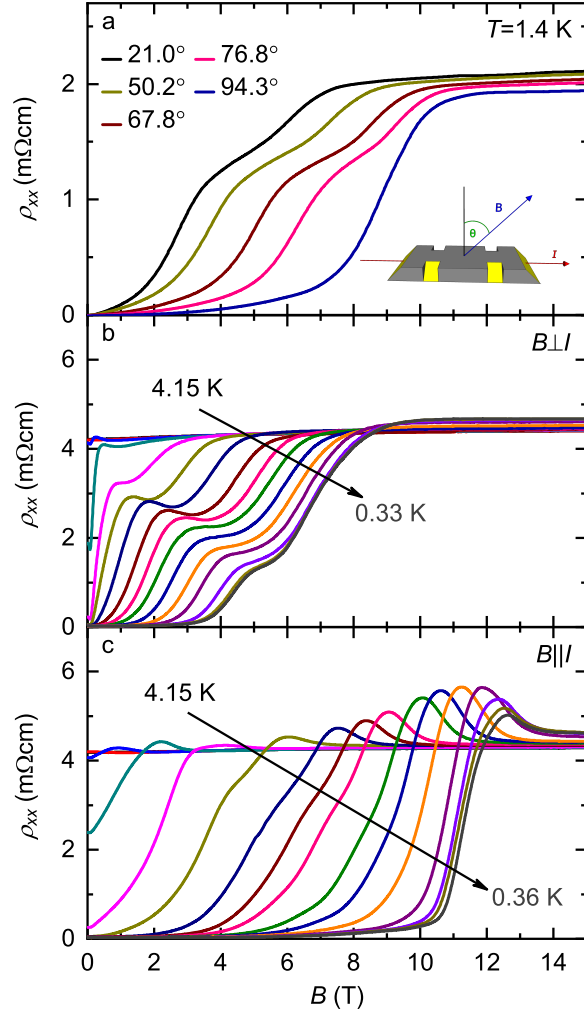 a
T=1.4 K
21.0° 76.8°
50.2° 94.3°
67.8°
2
1
0
ρxx (mΩcm)
B
θ
I
b
B⊥I
6
4
2
0
ρxx (mΩcm)
4.15 K
0.33 K
c
B||I
6
4
2
0
ρxx (mΩcm)
4.15 K
0.36 K
0 2 4 6 8 10 12 14
B (T)